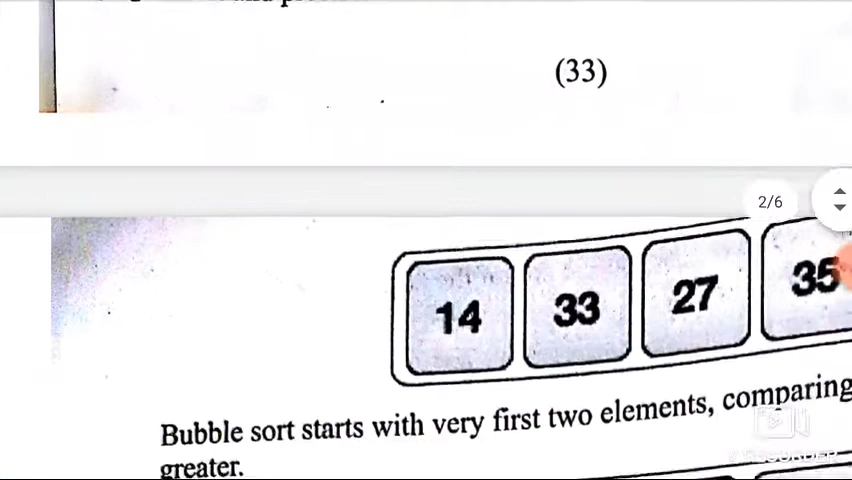 (33)
2/6
14 33 27 35
Bubble sort starts with very first two elements, comparing
greater.